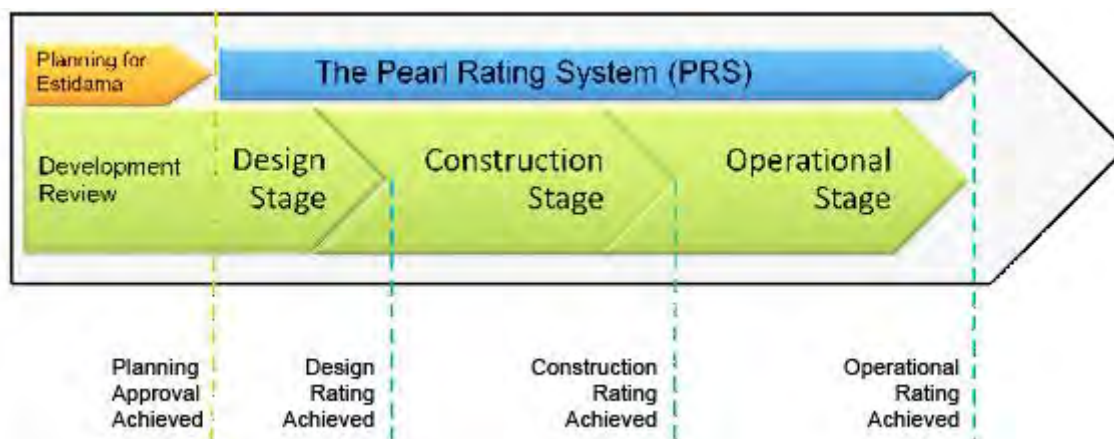 Planning for
Estidama
The Pearl Rating System (PRS)
Development
Review
Design
Stage
Construction
Stage
Operational
Stage
Planning
Approval
Achieved
Design
Rating
Achieved
Construction
Rating
Achieved
Operational
Rating
Achieved